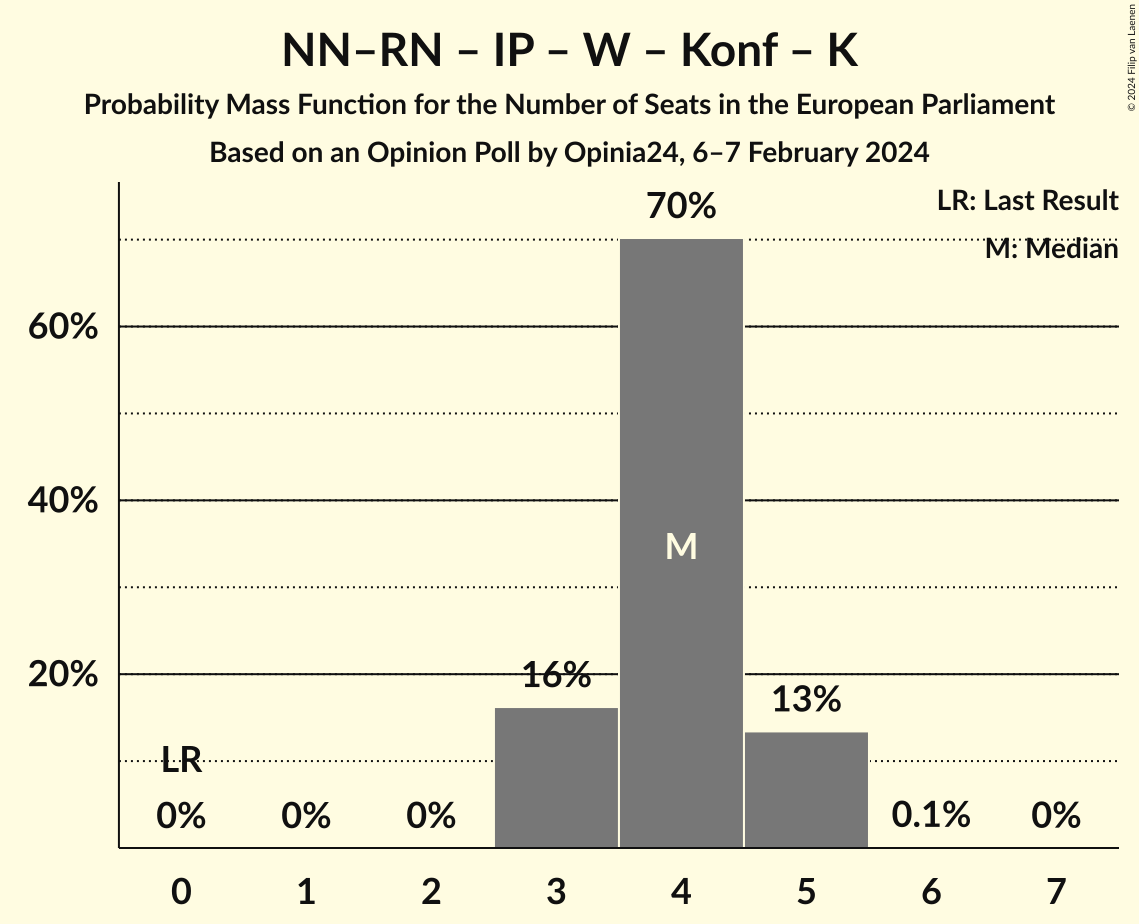 NN–RN – IP – W – Konf – K
Probability Mass Function for the Number of Seats in the European Parliament
Based on an Opinion Poll by Opinia24, 6–7 February 2024
© 2024 Filip van Laenen
LR: Last Result
M: Median
70%
60%
40%
M
20%
16%
13%
LR
0%
0%
0%
0.1%
0%
0 1 2 3 4 5 6 7